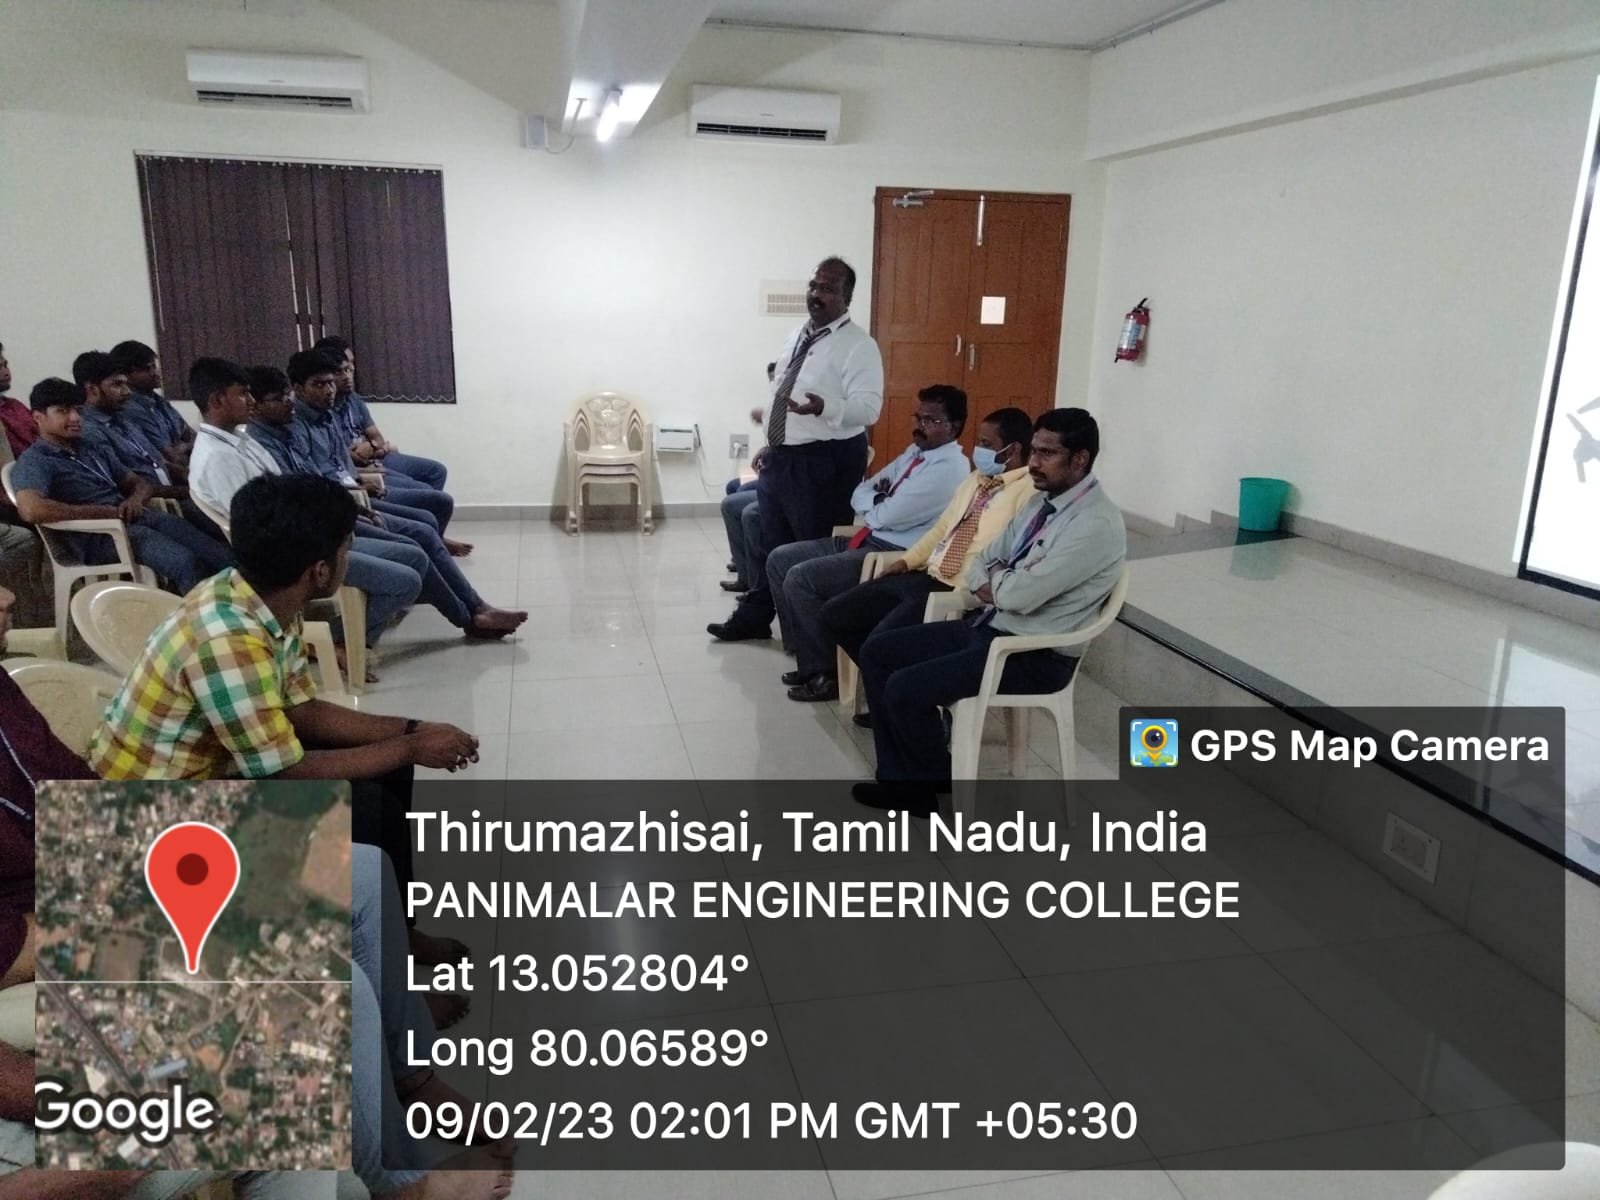 GPS Map Camera
Thirumazhisai, Tamil Nadu, India
PANIMALAR ENGINEERING COLLEGE
Lat 13.052804°
Long 80.06589°
09/02/23 02:01 PM GMT +05:30
Google